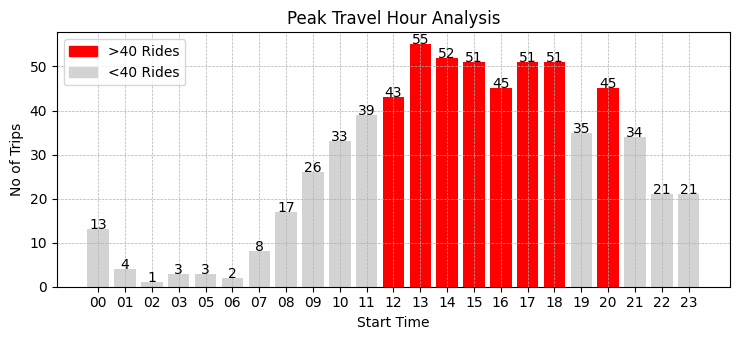 Peak Travel Hour Analysis
>40 Rides
<40 Rides
No of Trips
50
40
30
20
10
0
13 4 1 3 3 2 8 17 26 33 39 43 55 52 51 45 51 51 35 45 34 21 21
00 01 02 03 05 06 07 08 09 10 11 12 13 14 15 16 17 18 19 20 21 22 23
Start Time